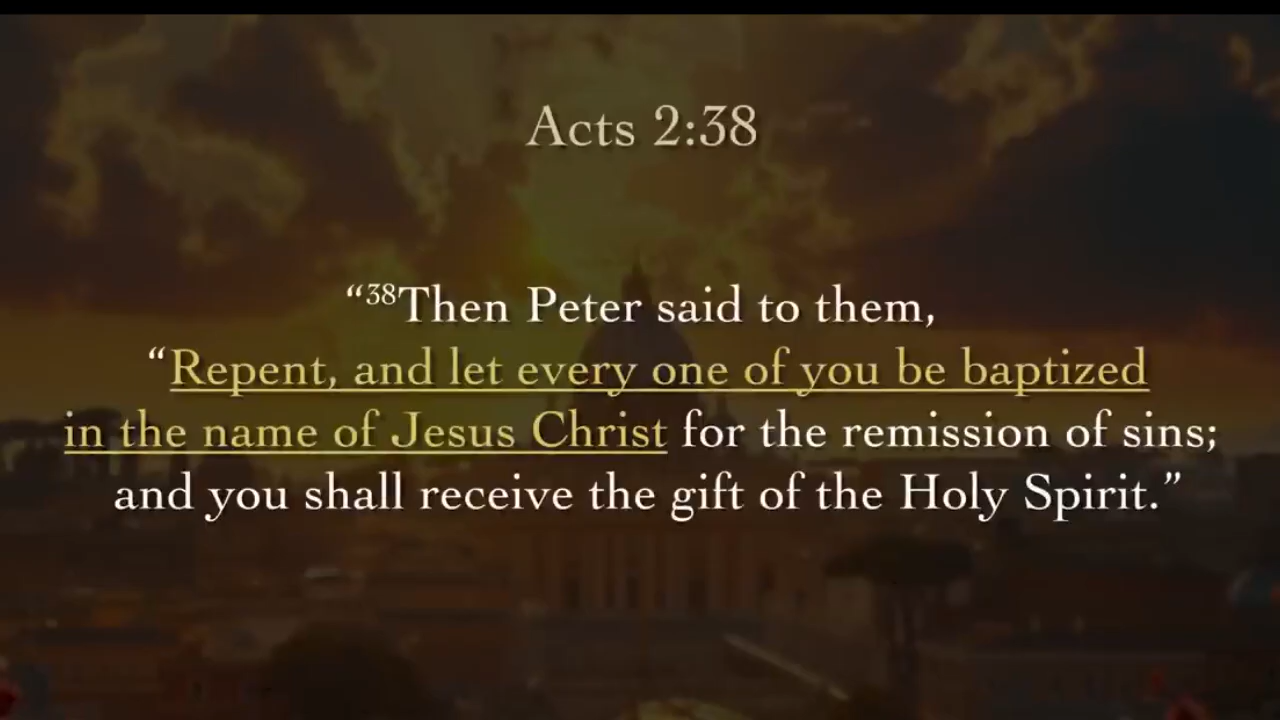 Acts 2:38
“³⁸Then Peter said to them,
“Repent, and let every one of you be baptized
in the name of Jesus Christ for the remission of sins;
and you shall receive the gift of the Holy Spirit.”